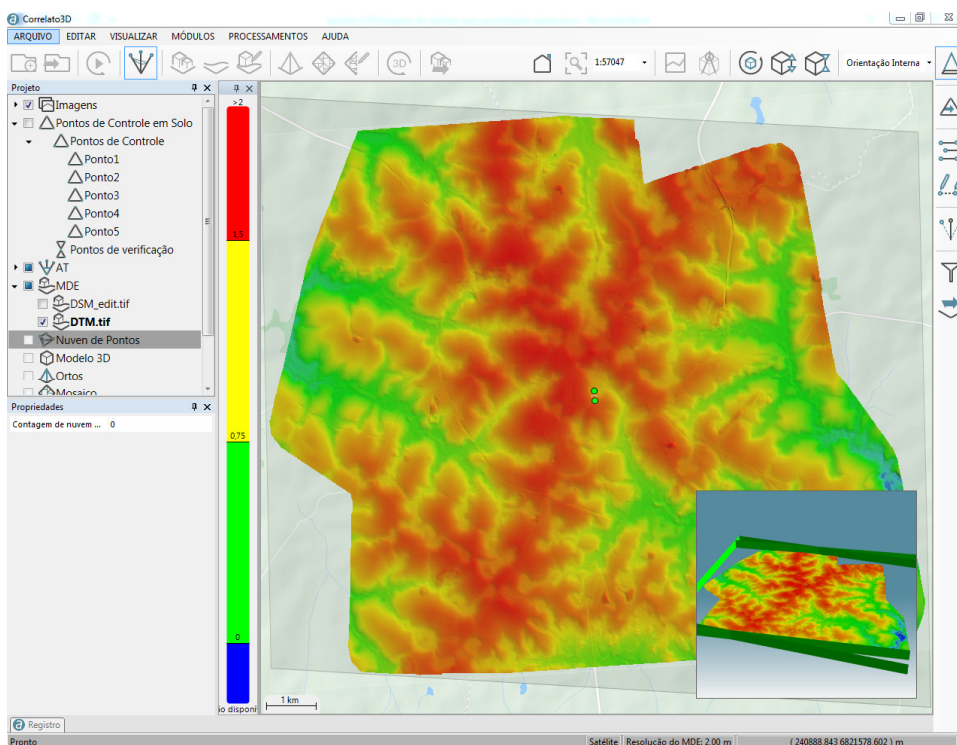 Correlato3D
ARQUIVO EDITAR VISUALIZAR MÓDULOS PROCESSAMENTOS AJUDA
3D 1:57047 Orientação Interna
Projeto
Imagens
Pontos de Controle em Solo
Pontos de Controle
Ponto1
Ponto2
Ponto3
Ponto4
Ponto5
Pontos de verificação
AT
MDE
DSM_edit.tif
DTM.tif
Nuven de Pontos
Modelo 3D
Ortos
Mosaico
Propriedades
Contagem de nuvem ... 0
>2
1,5
m
0,75
0
io disponí
1 km
Registro
Pronto
Satélite Resolução do MDE: 2.00 m ( 240888.843 6821578.602 ) m